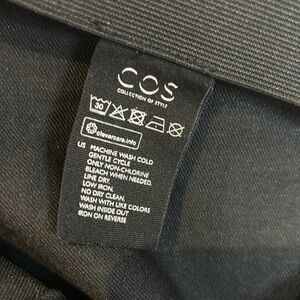 COS
COLLECTION OF STYLE
30
clevercare.info
US MACHINE WASH COLD
GENTLE CYCLE
ONLY NON-CHLORINE
BLEACH WHEN NEEDED.
LINE DRY.
LOW IRON.
NO DRY CLEAN.
WASH WITH LIKE COLORS
WASH INSIDE OUT
IRON ON REVERSE